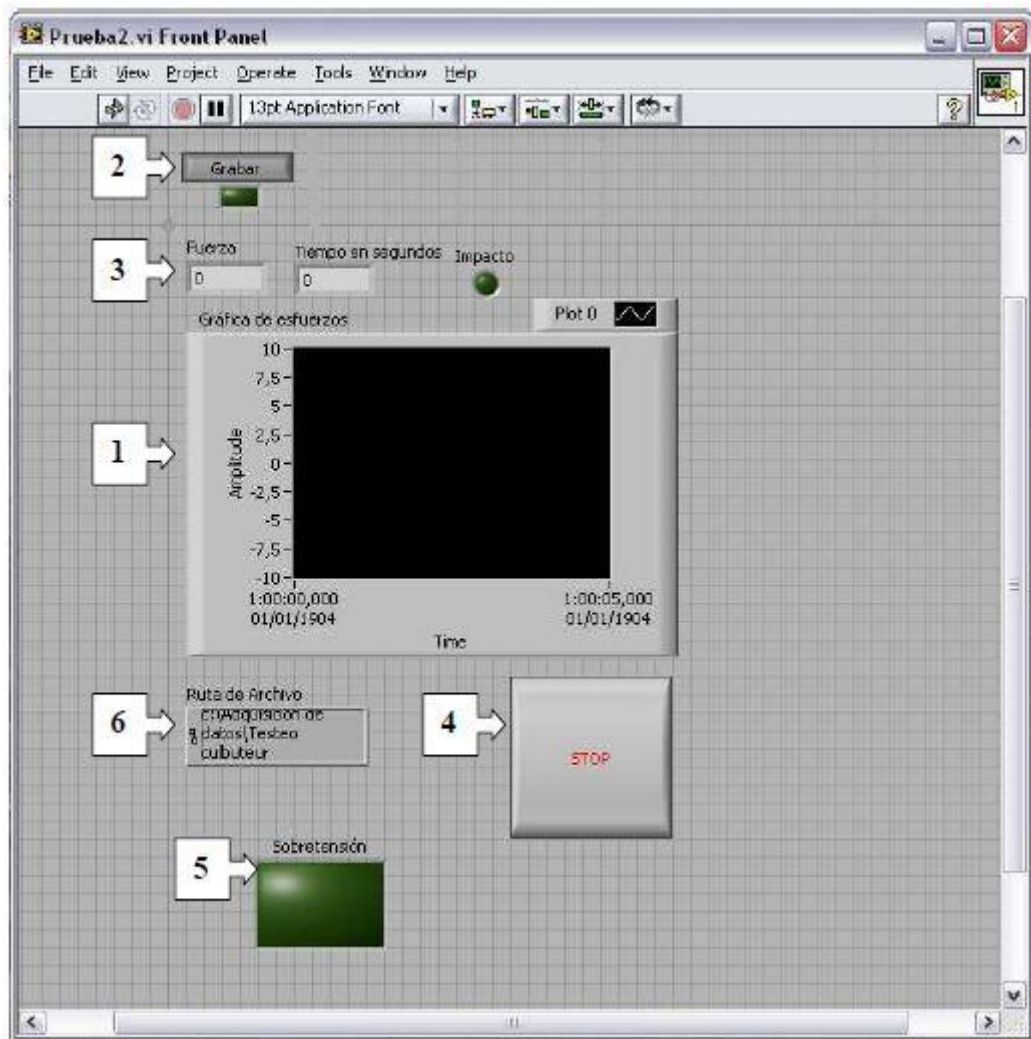 Prueba2.vi Front Panel
File Edit View Project Operate Tools Window Help
13pt Application Font
?
1
2
Grabar
3
Fuerza
0
Tiempo en segundos
0
Impacto
Gráfica de esfuerzos
Plot 0
1
Amplitude
10
7,5
5
2,5
0
-2,5
-5
-7,5
-10
1:00:00,000
01/01/1904
1:00:05,000
01/01/1904
Time
6
Ruta de Archivo
c:\Adquisición de
datos\Testeo
culbuteur
4
STOP
5
Sobretensión